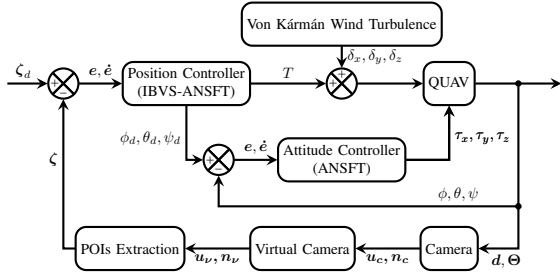 Von Kármán Wind Turbulence
δx, δy, δz
ζd
+
−
e, ė
Position Controller
(IBVS-ANSFT)
T
+
+
QUAV
ϕd, θd, ψd
+
−
e, ė
Attitude Controller
(ANSFT)
τx, τy, τz
ζ
ϕ, θ, ψ
POIs Extraction
uν, nν
Virtual Camera
uc, nc
Camera
d, Θ